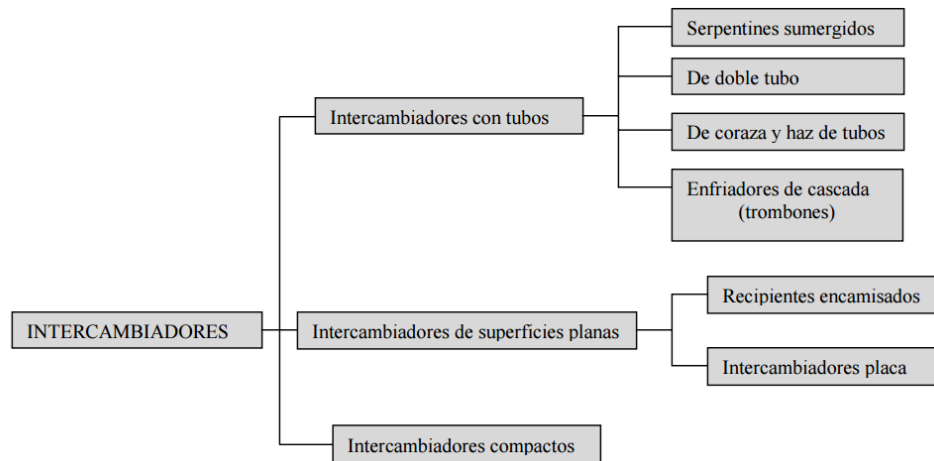 Serpentines sumergidos
De doble tubo
Intercambiadores con tubos
De coraza y haz de tubos
Enfriadores de cascada
(trombones)
Recipientes encamisados
INTERCAMBIADORES
Intercambiadores de superficies planas
Intercambiadores placa
Intercambiadores compactos